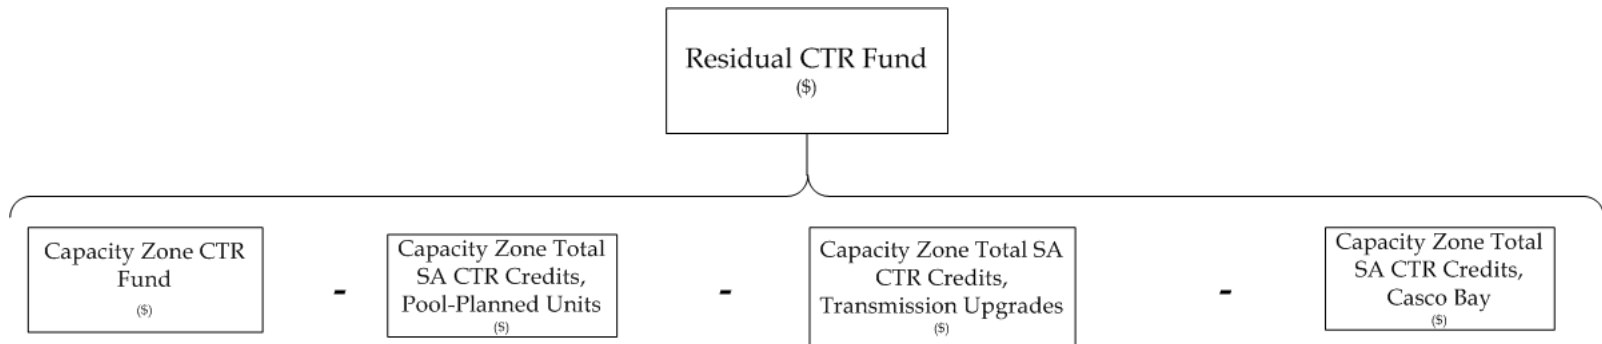 Residual CTR Fund
($)
Capacity Zone CTR
Fund
($)
-
Capacity Zone Total
SA CTR Credits,
Pool-Planned Units
($)
-
Capacity Zone Total SA
CTR Credits,
Transmission Upgrades
($)
-
Capacity Zone Total
SA CTR Credits,
Casco Bay
($)